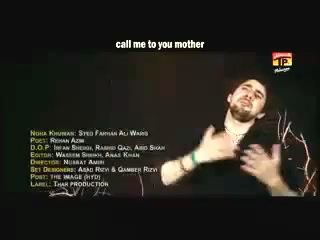 call me to you mother
TP
NOHA KHUWAN: SYED FARHAN ALI WARIS
POET: REHAN AZMI
D.O.P: IRFAN SHEIKH, RASHID QAZI, ABID SHAH
EDITOR: WASEEM SHEIKH, ANAS KHAN
DIRECTOR: NUSRAT AMIRI
SET DESIGNERS: ASAD RIZVI & QAMBER RIZVI
POST: THE IMAGE (HYD)
LABEL: THAR PRODUCTION